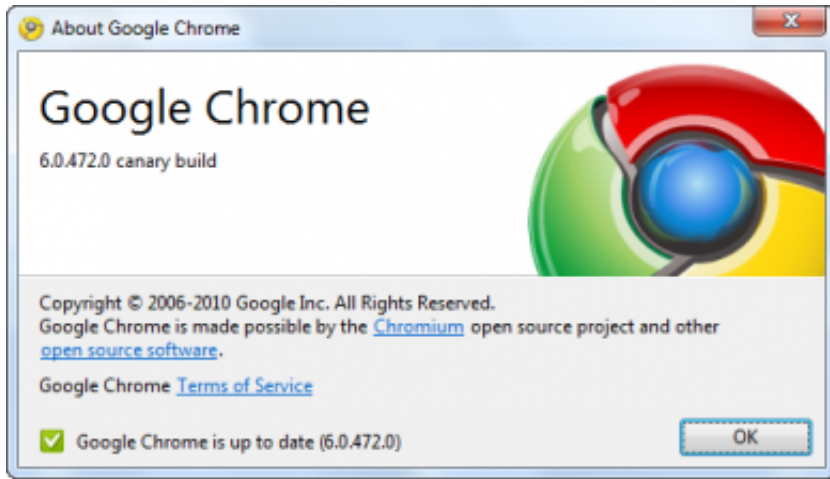 About Google Chrome
Google Chrome
6.0.472.0 canary build
Copyright © 2006-2010 Google Inc. All Rights Reserved.
Google Chrome is made possible by the Chromium open source project and other
open source software.
Google Chrome Terms of Service
Google Chrome is up to date (6.0.472.0)
OK